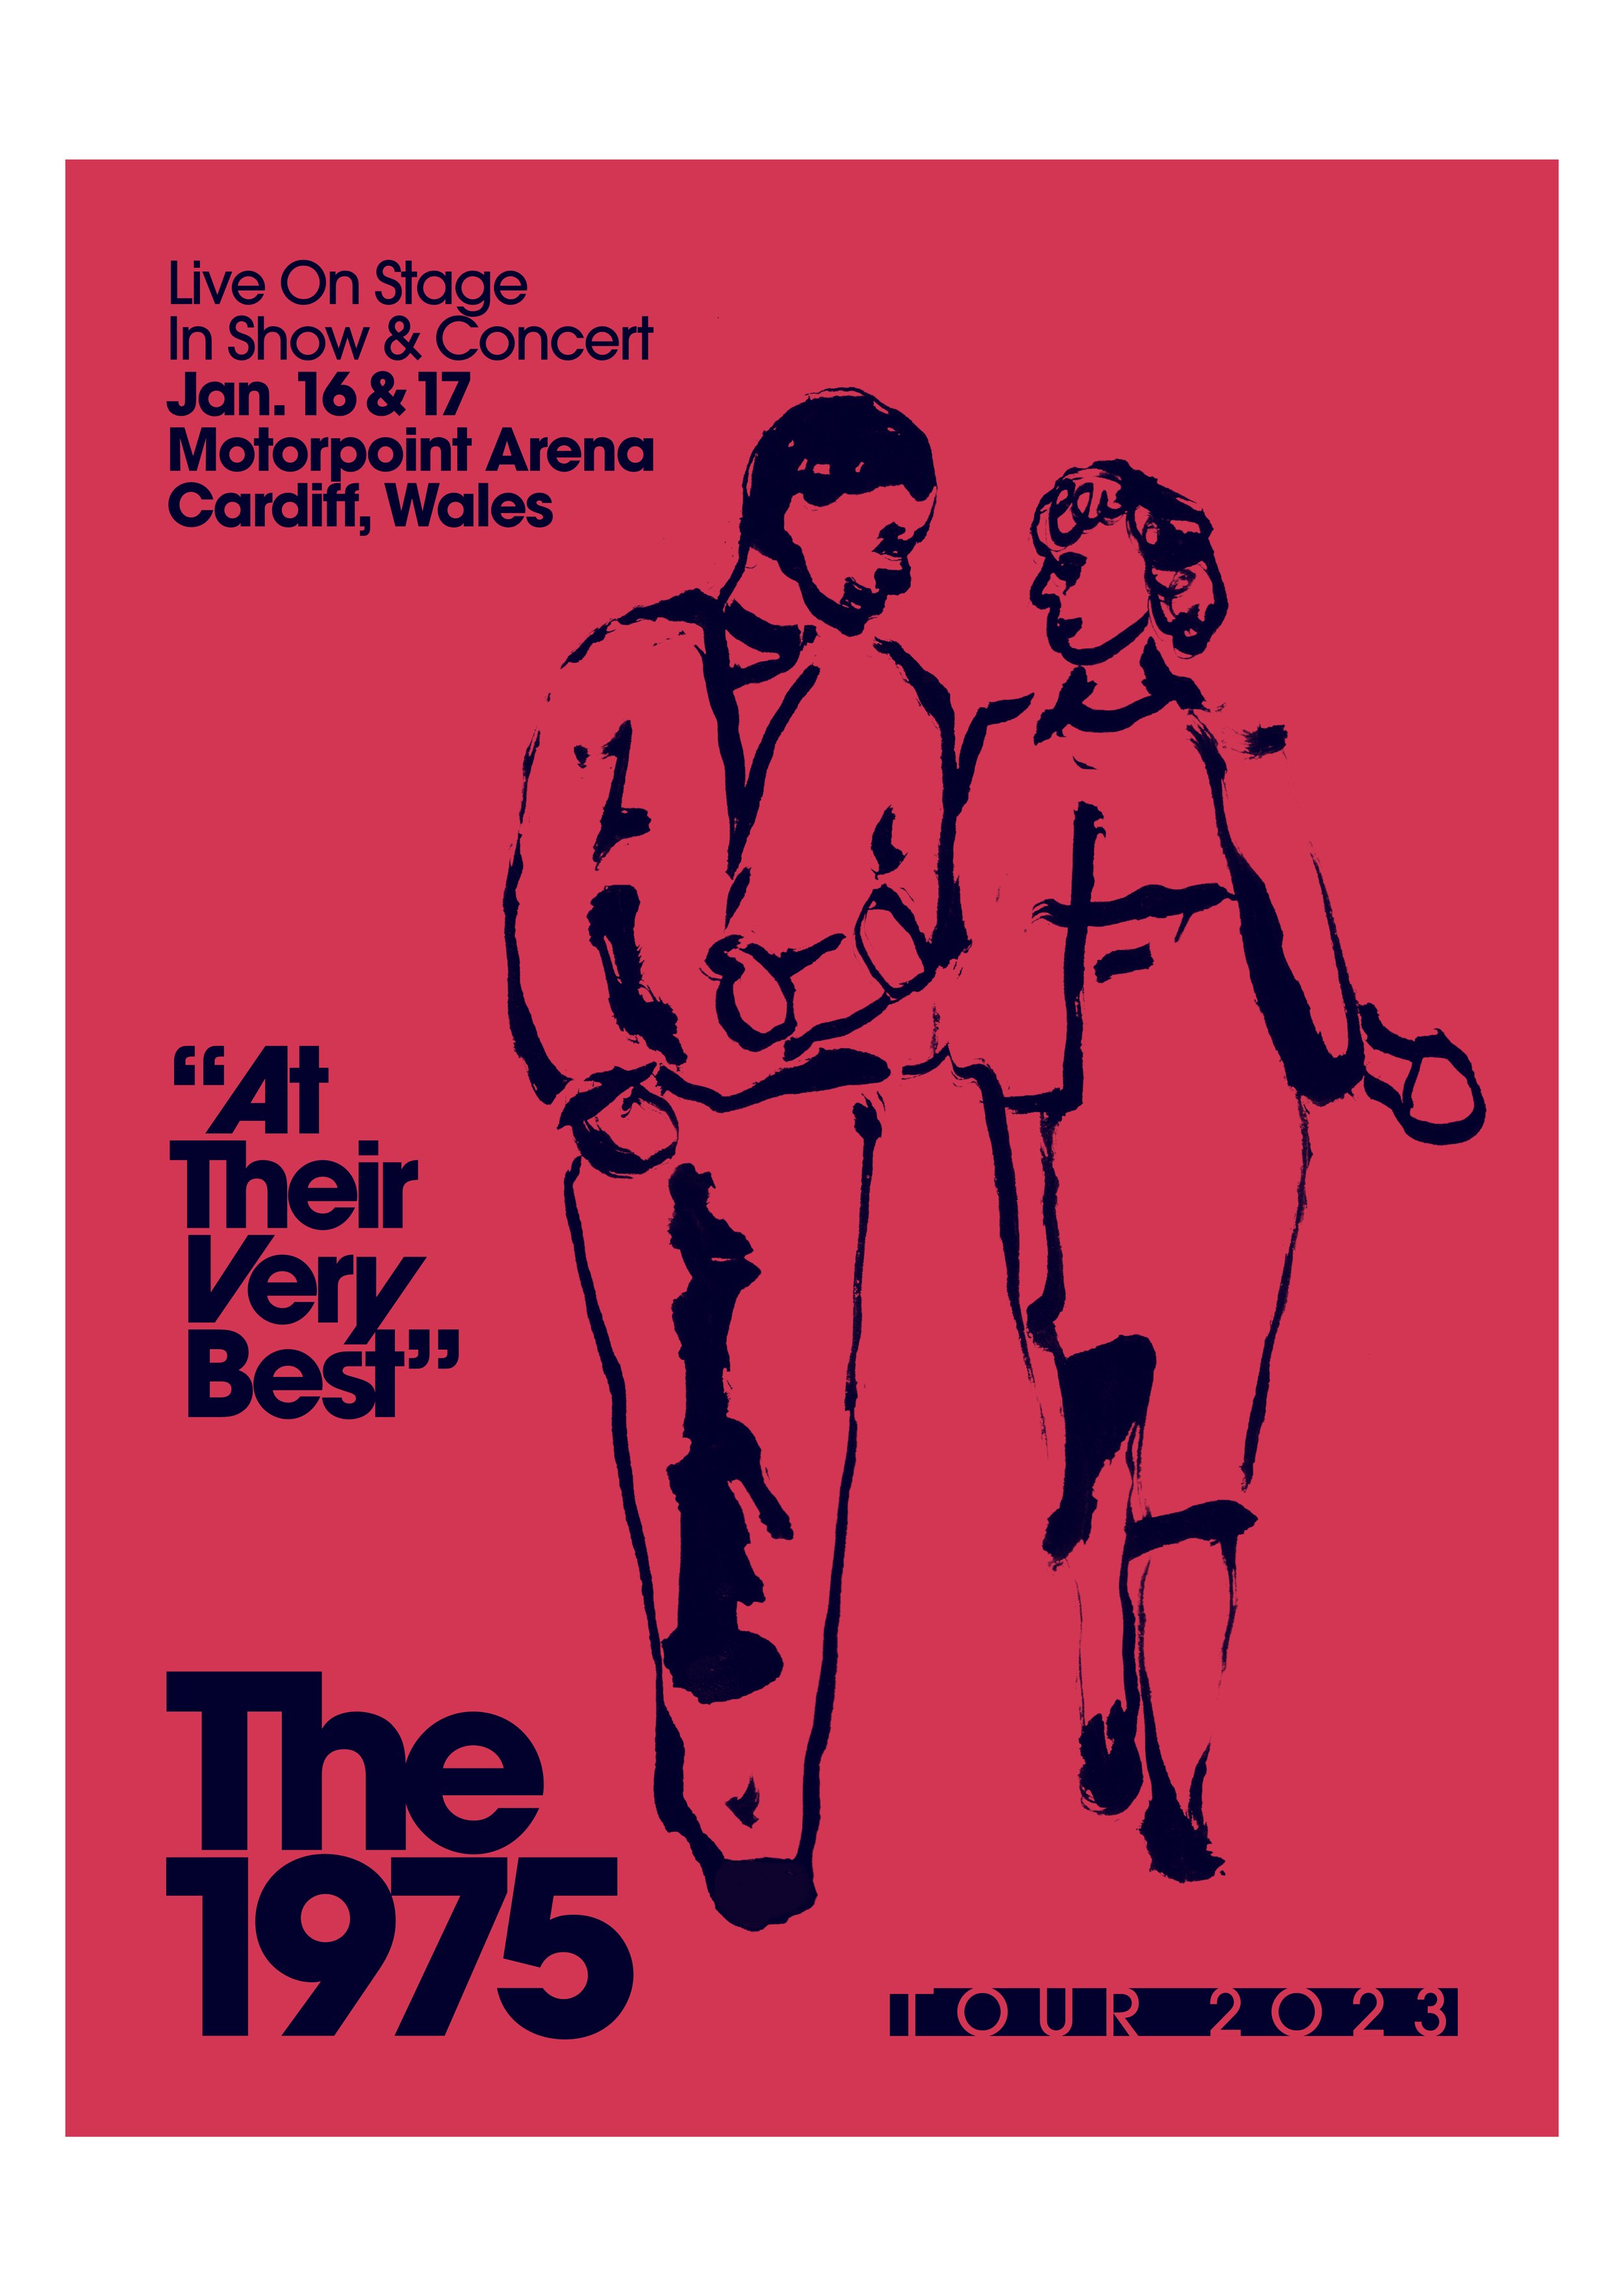 Live On Stage
In Show & Concert
Jan. 16 & 17
Motorpoint Arena
Cardiff, Wales
“At
Their
Very
Best”
The
1975
TOUR 2023